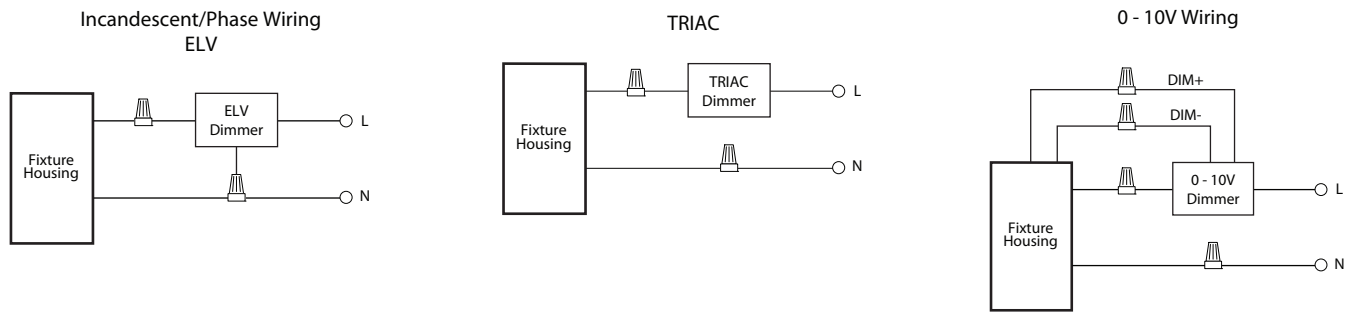 Incandescent/Phase Wiring
ELV
Fixture
Housing
ELV
Dimmer
L
N
TRIAC
Fixture
Housing
TRIAC
Dimmer
L
N
0 - 10V Wiring
DIM+
DIM-
Fixture
Housing
0 - 10V
Dimmer
L
N